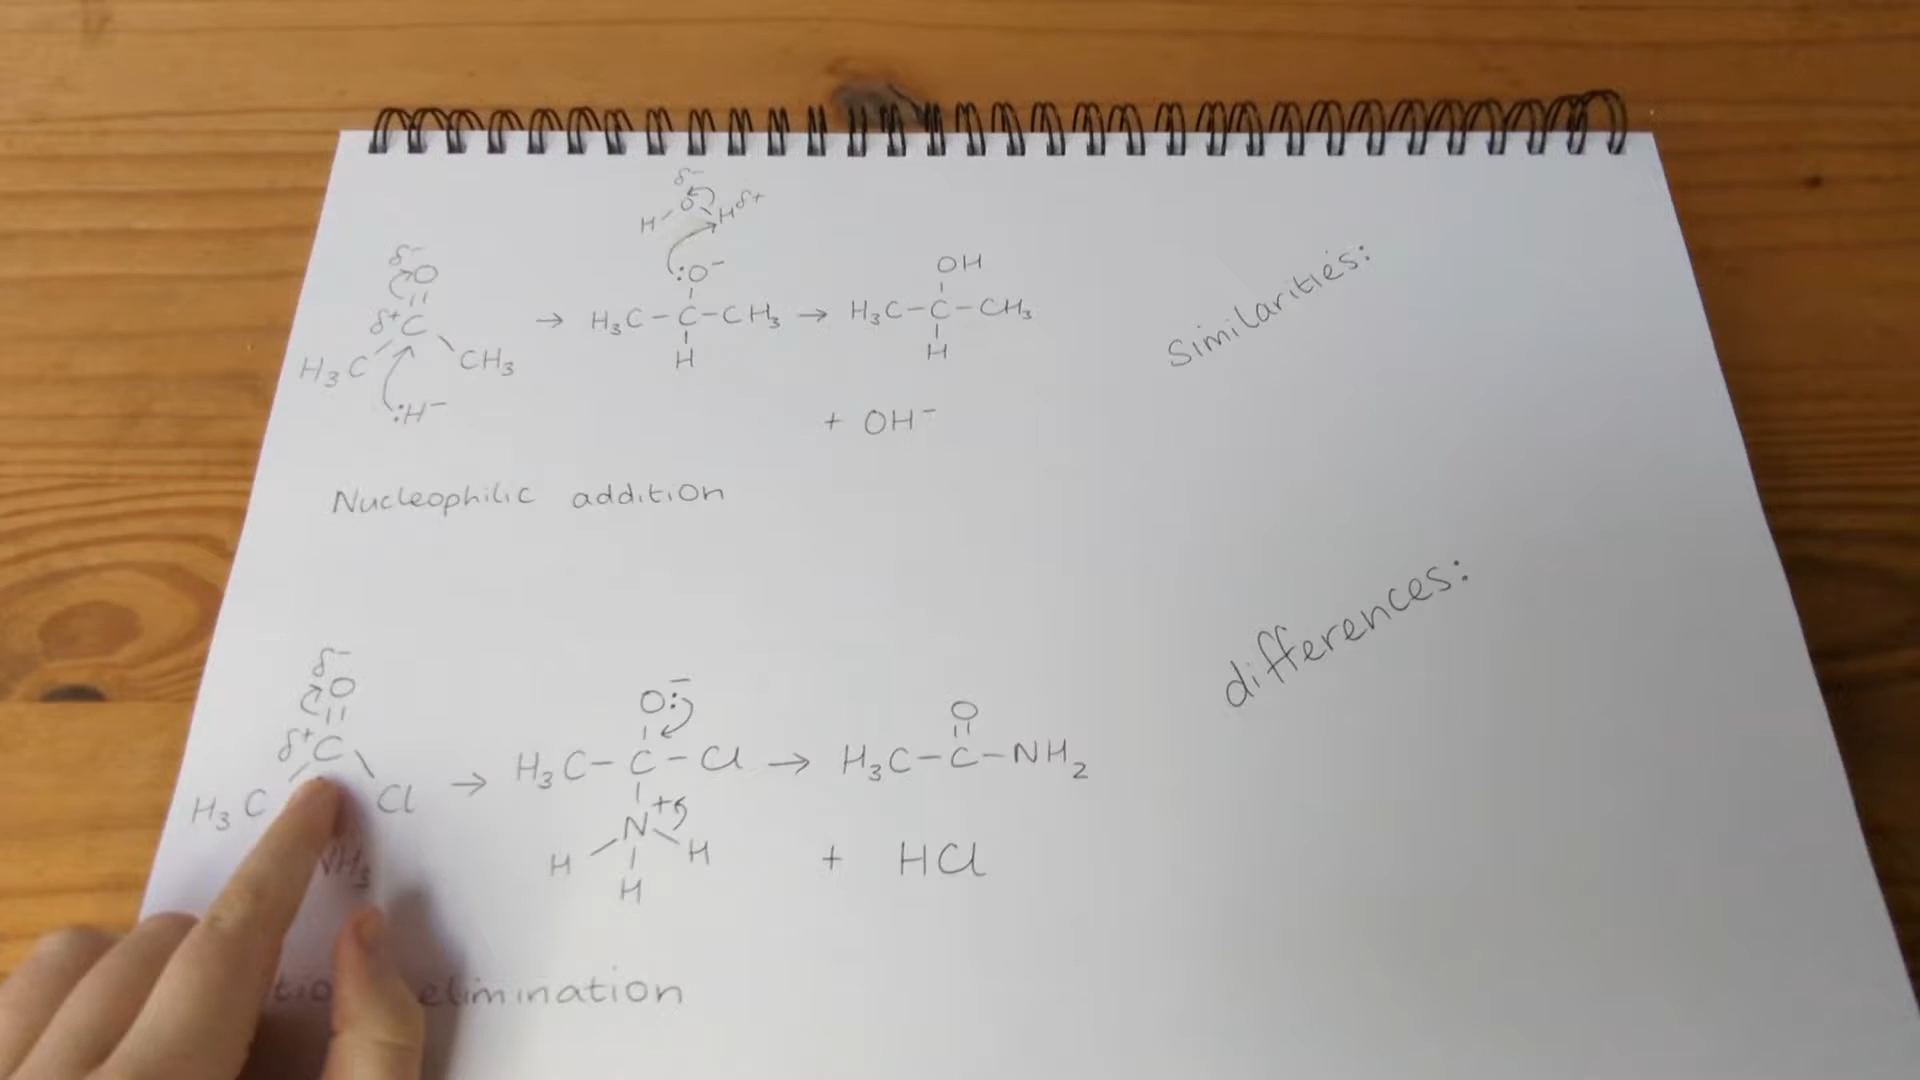 δ-
H O H δ+
δ-
O
δ+ C
H₃C CH₃
:H⁻
→
:O⁻
H₃C-C-CH₃
H
→
OH
H₃C-C-CH₃
H
+ OH⁻
Similarities:
Nucleophilic addition
differences:
δ-
O
δ+ C
H₃C Cl
NH₃
→
O:⁻
H₃C-C-Cl
N+
H H
H
→
O
H₃C-C-NH₂
+ HCl
elimination